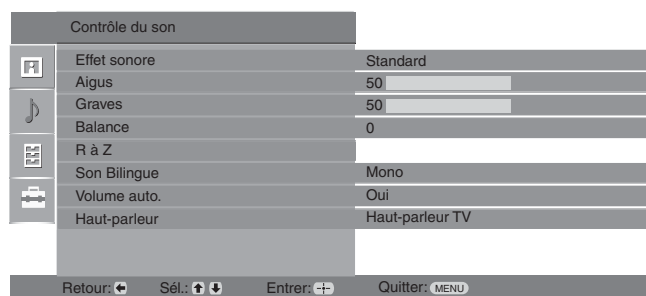 Contrôle du son
Effet sonore Standard
Aigus 50
Graves 50
Balance 0
R à Z
Son Bilingue Mono
Volume auto. Oui
Haut-parleur Haut-parleur TV
Retour: Sél.: Entrer: Quitter: MENU